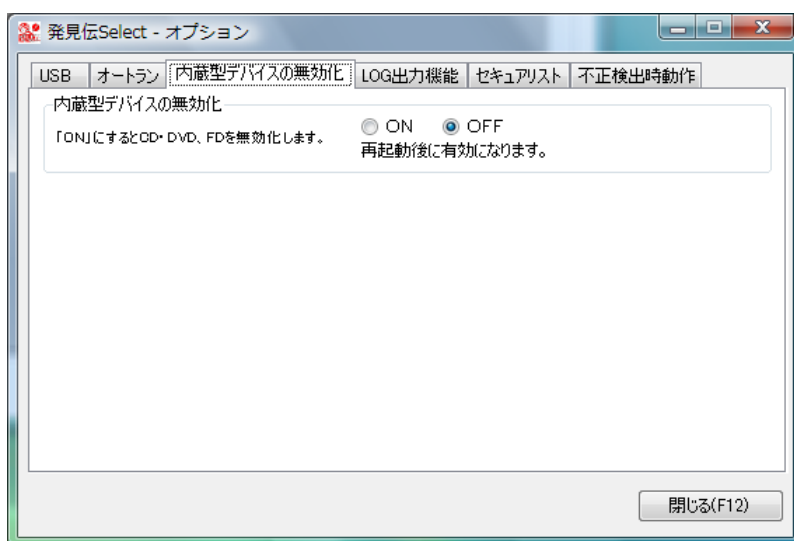 発見伝Select - オプション
USB オートラン 内蔵型デバイスの無効化 LOG出力機能 セキュアリスト 不正検出時動作
内蔵型デバイスの無効化
「ON」にするとCD・DVD、FDを無効化します。 ON OFF
再起動後に有効になります。
閉じる(F12)